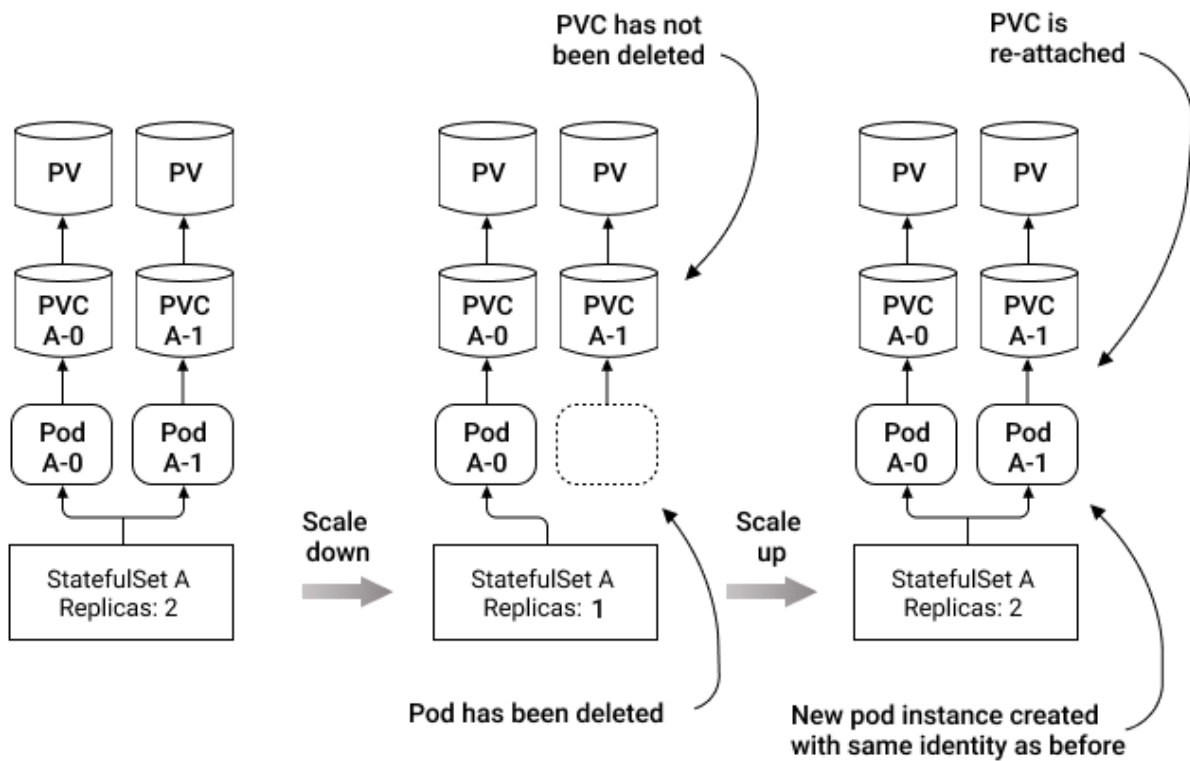 PVC has not
been deleted
PVC is
re-attached
PV
PV
PV
PV
PV
PV
PVC
A-0
PVC
A-1
PVC
A-0
PVC
A-1
PVC
A-0
PVC
A-1
Pod
A-0
Pod
A-1
Pod
A-0
Pod
A-0
Pod
A-1
Scale
down
Scale
up
StatefulSet A
Replicas: 2
StatefulSet A
Replicas: 1
StatefulSet A
Replicas: 2
Pod has been deleted
New pod instance created
with same identity as before